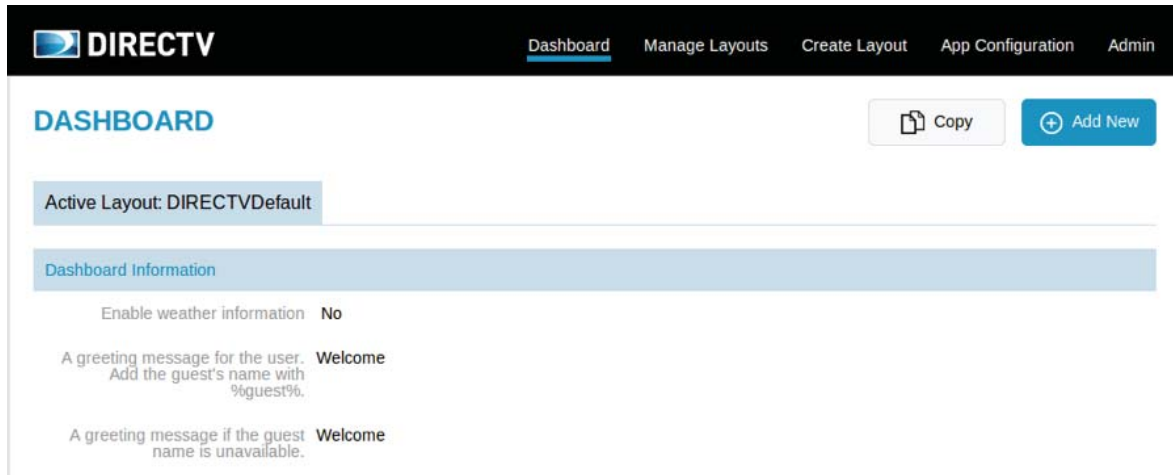 DIRECTV
Dashboard Manage Layouts Create Layout App Configuration Admin
DASHBOARD
Copy
Add New
Active Layout: DIRECTVDefault
Dashboard Information
Enable weather information No
A greeting message for the user. Welcome
Add the guest's name with
%guest%.
A greeting message if the guest Welcome
name is unavailable.